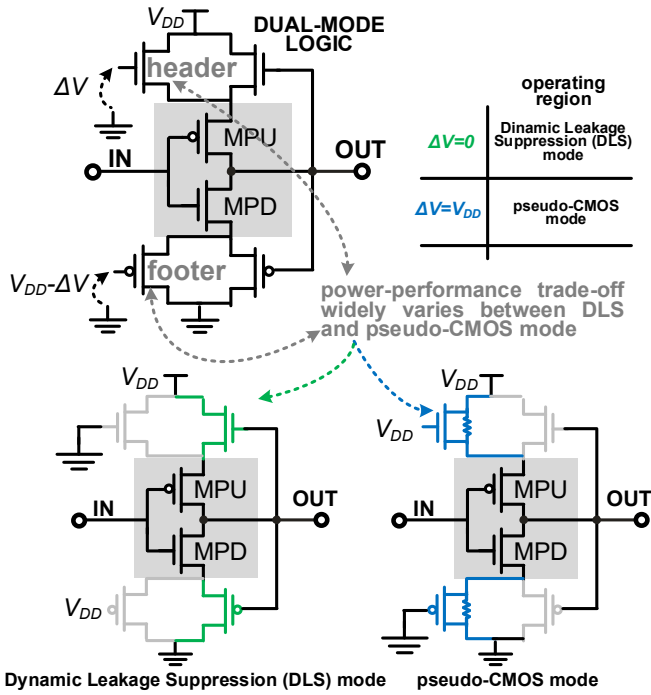 VDD
DUAL-MODE
LOGIC
header
ΔV
MPU
IN
OUT
MPD
footer
VDD-ΔV
operating
region
ΔV=0
Dinamic Leakage
Suppression (DLS)
mode
ΔV=VDD
pseudo-CMOS
mode
power-performance trade-off
widely varies between DLS
and pseudo-CMOS mode
VDD
MPU
IN
OUT
MPD
VDD
Dynamic Leakage Suppression (DLS) mode
VDD
VDD
MPU
IN
OUT
MPD
pseudo-CMOS mode